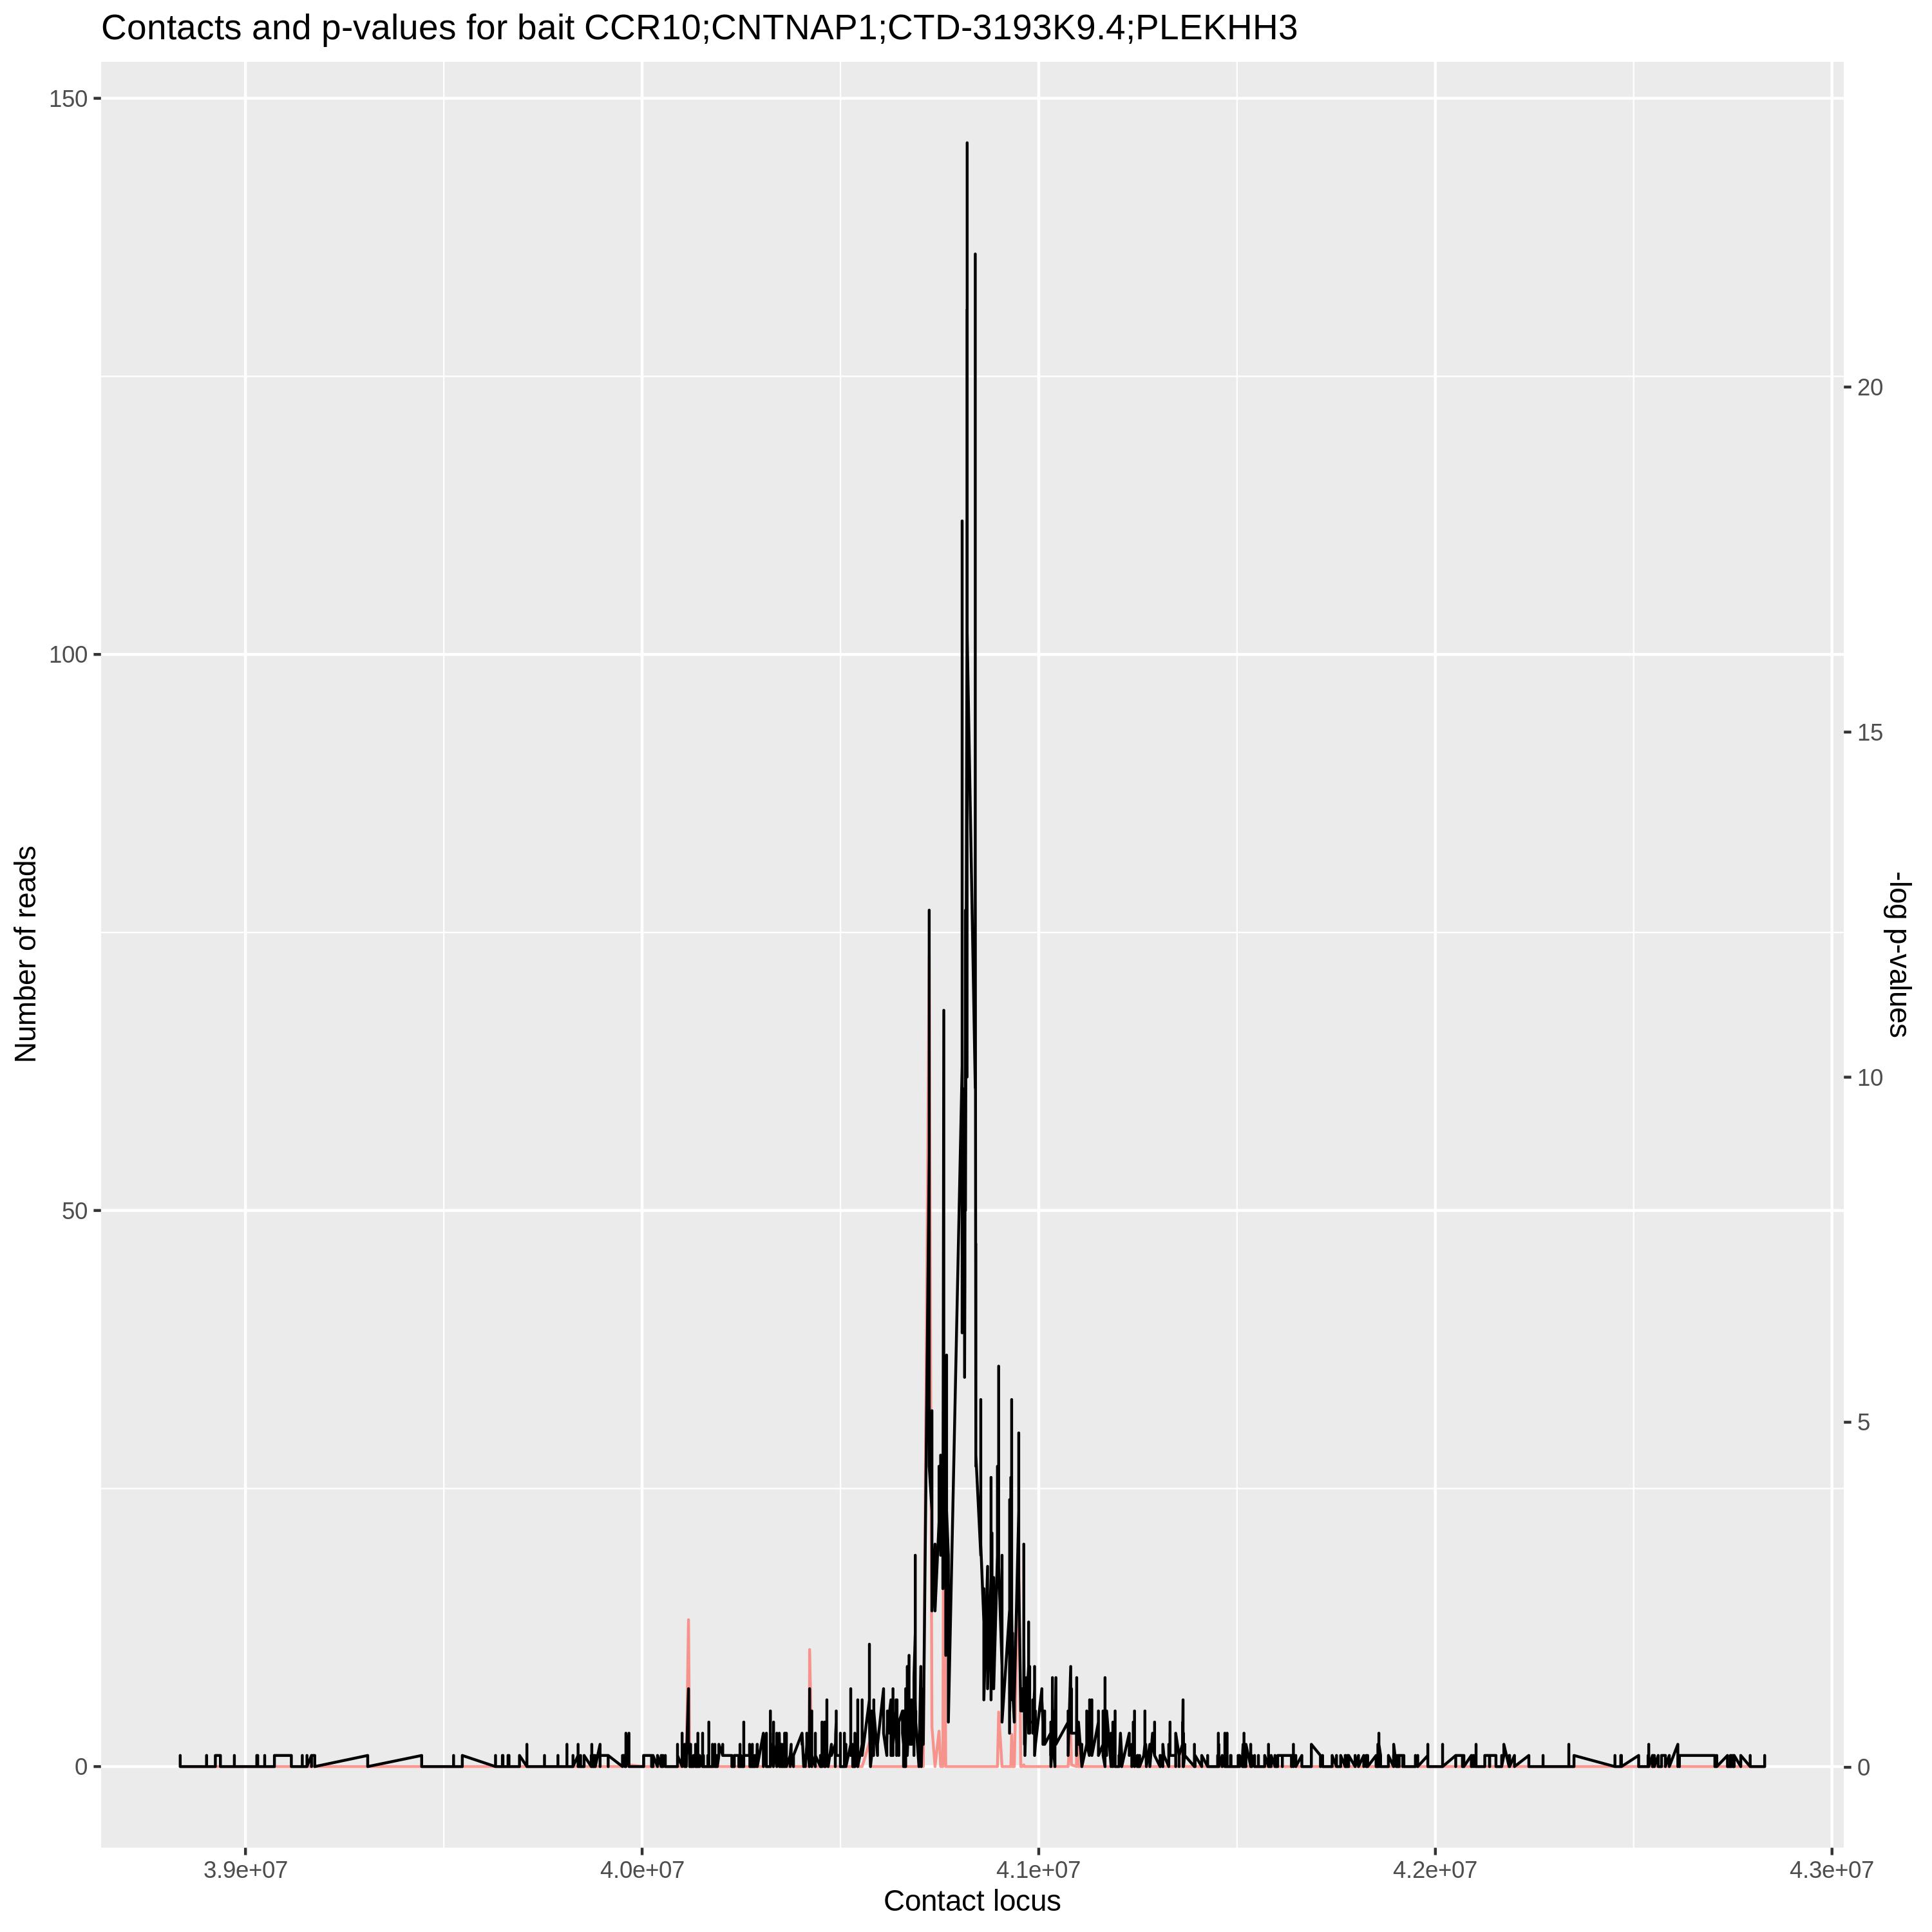 Contacts and p-values for bait CCR10;CNTNAP1;CTD-3193K9.4;PLEKHH3
150
100
50
0
Number of reads
20
15
10
5
0
-log p-values
3.9e+07
4.0e+07
4.1e+07
4.2e+07
4.3e+07
Contact locus